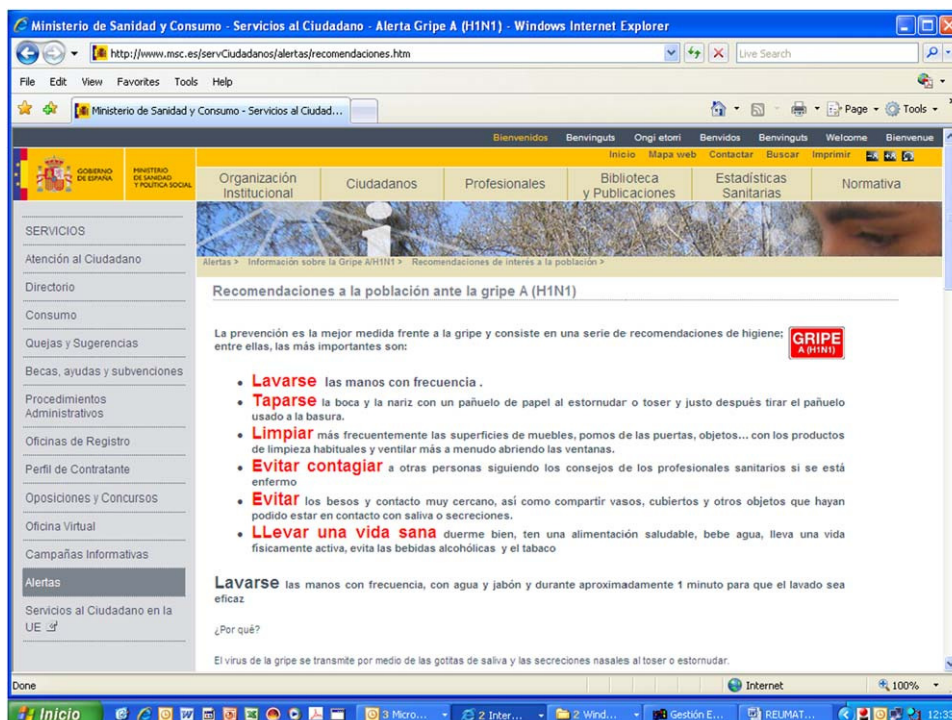 Ministerio de Sanidad y Consumo - Servicios al Ciudadano - Alerta Gripe A (H1N1) - Windows Internet Explorer
http://www.msc.es/servCiudadanos/alertas/recomendaciones.htm
Live Search
File Edit View Favorites Tools Help
Ministerio de Sanidad y Consumo - Servicios al Ciudad...
Page Tools
Bienvenidos Benvinguts Ongi etorri Benvidos Benvinguts Welcome Bienvenue
Inicio Mapa web Contactar Buscar Imprimir
GOBIERNO DE ESPAÑA
MINISTERIO DE SANIDAD Y POLÍTICA SOCIAL
Organización Institucional
Ciudadanos
Profesionales
Biblioteca y Publicaciones
Estadísticas Sanitarias
Normativa
SERVICIOS
Atención al Ciudadano
Directorio
Consumo
Quejas y Sugerencias
Becas, ayudas y subvenciones
Procedimientos
Administrativos
Oficinas de Registro
Perfil de Contratante
Oposiciones y Concursos
Oficina Virtual
Campañas Informativas
Alertas
Servicios al Ciudadano en la
UE
Alertas > Información sobre la Gripe A/H1N1 > Recomendaciones de interés a la población >
Recomendaciones a la población ante la gripe A (H1N1)
La prevención es la mejor medida frente a la gripe y consiste en una serie de recomendaciones de higiene;
entre ellas, las más importantes son:
GRIPE
A (H1N1)
• Lavarse las manos con frecuencia .
• Taparse la boca y la nariz con un pañuelo de papel al estornudar o toser y justo después tirar el pañuelo
usado a la basura.
• Limpiar más frecuentemente las superficies de muebles, pomos de las puertas, objetos... con los productos
de limpieza habituales y ventilar más a menudo abriendo las ventanas.
• Evitar contagiar a otras personas siguiendo los consejos de los profesionales sanitarios si se está
enfermo
• Evitar los besos y contacto muy cercano, así como compartir vasos, cubiertos y otros objetos que hayan
podido estar en contacto con saliva o secreciones.
• LLevar una vida sana duerme bien, ten una alimentación saludable, bebe agua, lleva una vida
físicamente activa, evita las bebidas alcohólicas y el tabaco
Lavarse las manos con frecuencia, con agua y jabón y durante aproximadamente 1 minuto para que el lavado sea
eficaz
¿Por qué?
El virus de la gripe se transmite por medio de las gotitas de saliva y las secreciones nasales al toser o estornudar.
Done
Internet
100%
Inicio
3 Micro...
2 Inter...
2 Wind...
Gestión E...
REUMAT...